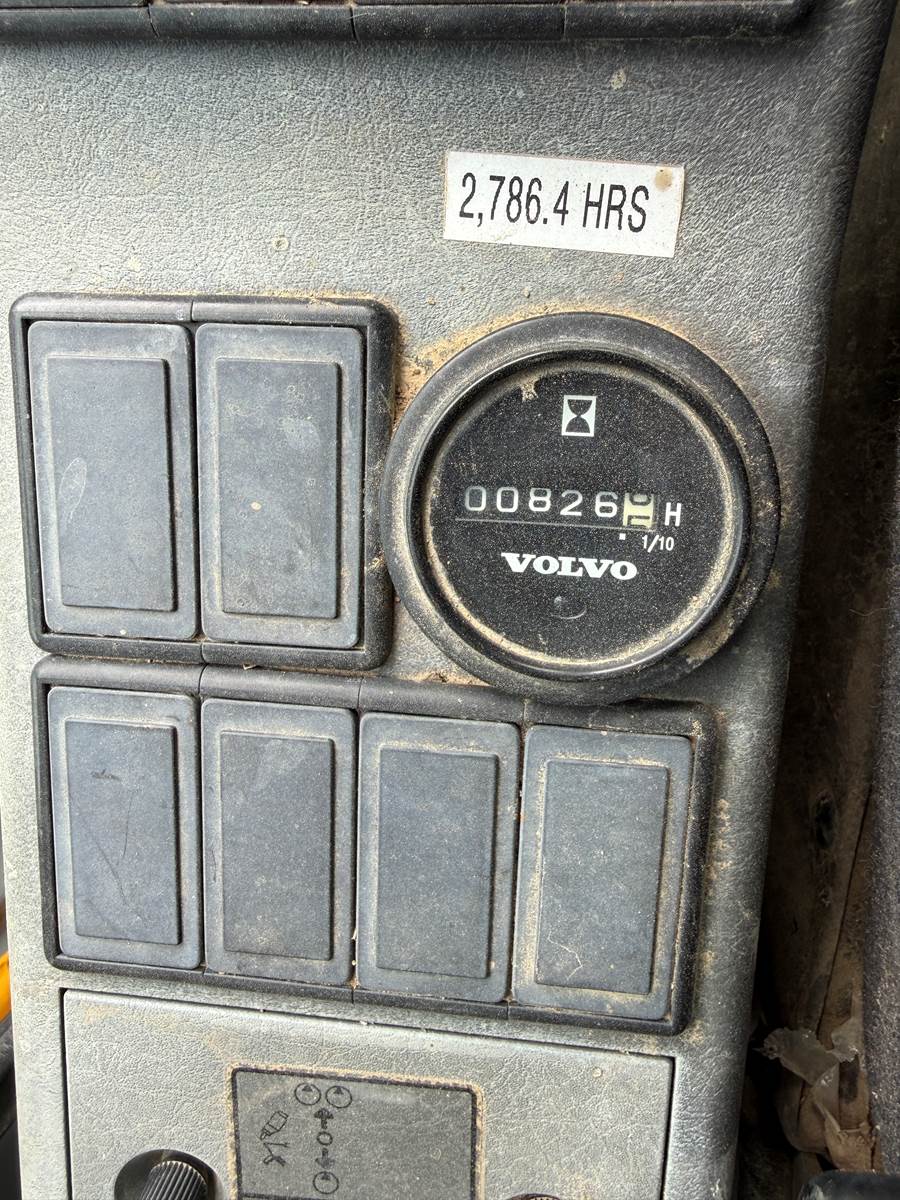 2,786.4 HRS
00826 H
1/10
VOLVO